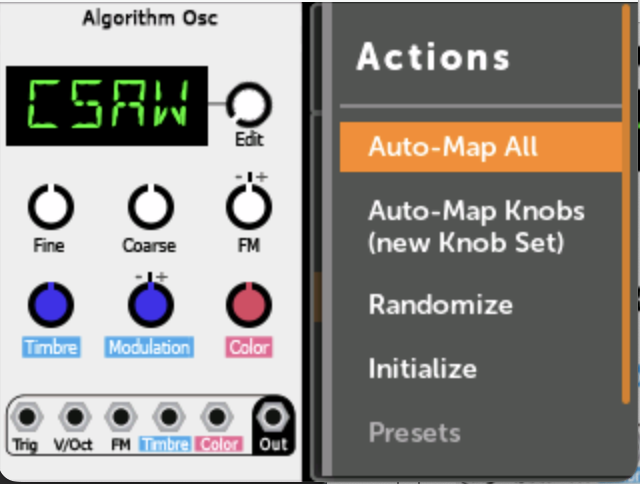 Algorithm Osc
CSAW
Edit
- +
Fine
Coarse
FM
- +
Timbre
Modulation
Color
Trig
V/Oct
FM
Timbre
Color
Out
Actions
Auto-Map All
Auto-Map Knobs
(new Knob Set)
Randomize
Initialize
Presets